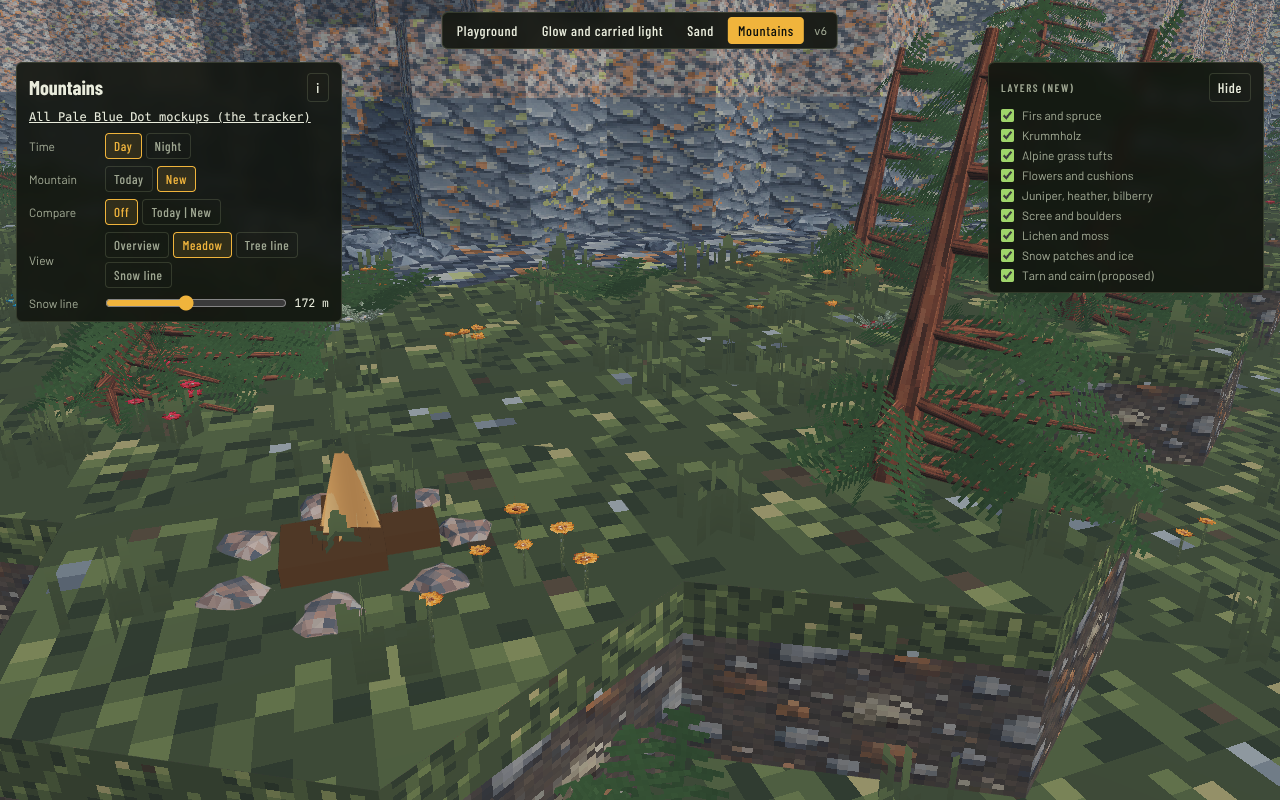 Playground Glow and carried light Sand Mountains v6
Mountains i
All Pale Blue Dot mockups (the tracker)
Time Day Night
Mountain Today New
Compare Off Today | New
View Overview Meadow Tree line
Snow line
Snow line 172 m
LAYERS (NEW) Hide
Firs and spruce
Krummholz
Alpine grass tufts
Flowers and cushions
Juniper, heather, bilberry
Scree and boulders
Lichen and moss
Snow patches and ice
Tarn and cairn (proposed)